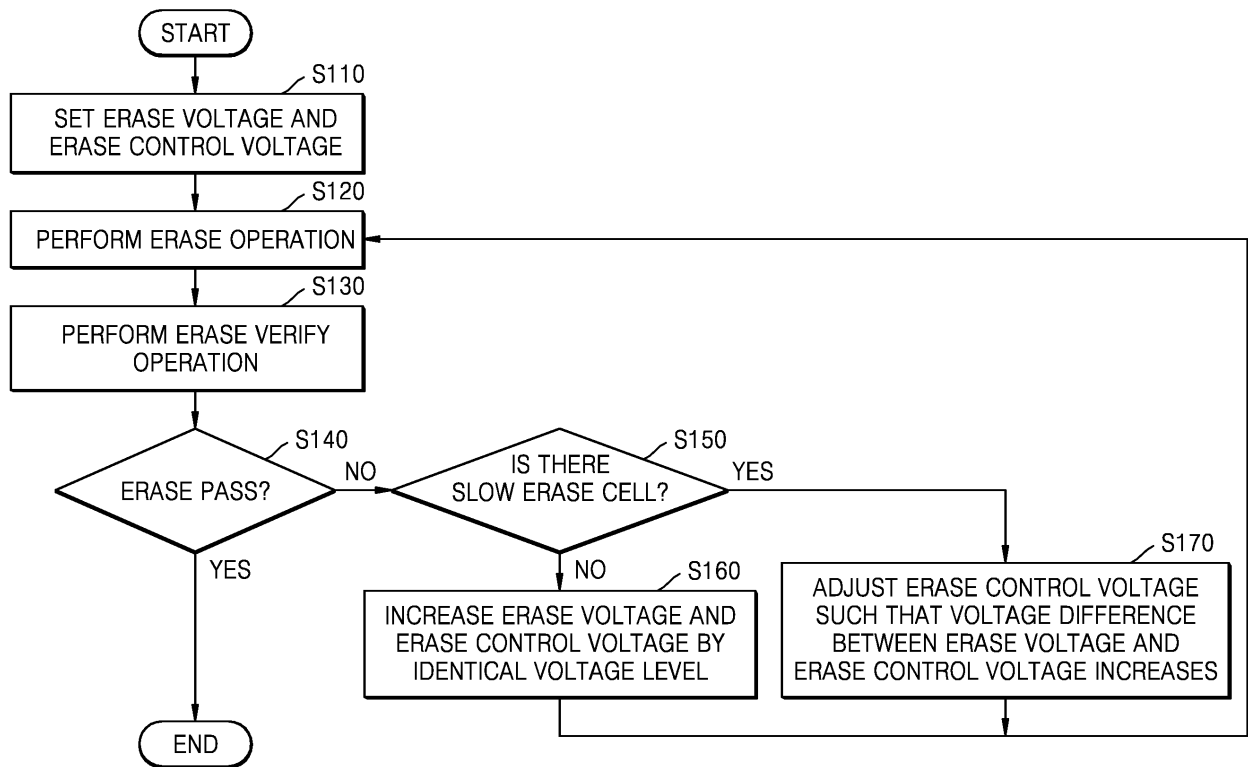 START
S110
SET ERASE VOLTAGE AND
ERASE CONTROL VOLTAGE
S120
PERFORM ERASE OPERATION
S130
PERFORM ERASE VERIFY
OPERATION
S140
ERASE PASS?
NO
YES
S150
IS THERE
SLOW ERASE CELL?
YES
NO
S160
INCREASE ERASE VOLTAGE AND
ERASE CONTROL VOLTAGE BY
IDENTICAL VOLTAGE LEVEL
S170
ADJUST ERASE CONTROL VOLTAGE
SUCH THAT VOLTAGE DIFFERENCE
BETWEEN ERASE VOLTAGE AND
ERASE CONTROL VOLTAGE INCREASES
END